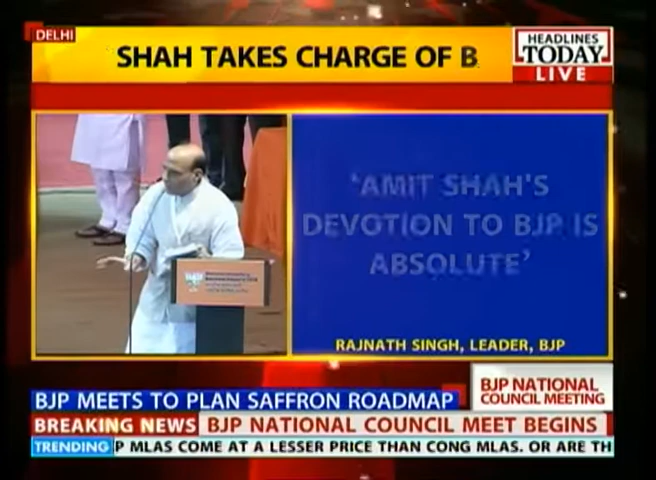 DELHI
SHAH TAKES CHARGE OF B
HEADLINES
TODAY
LIVE
'AMIT SHAH'S
DEVOTION TO BJP IS
ABSOLUTE'
RAJNATH SINGH, LEADER, BJP
BJP MEETS TO PLAN SAFFRON ROADMAP
BJP NATIONAL
COUNCIL MEETING
BREAKING NEWS BJP NATIONAL COUNCIL MEET BEGINS
TRENDING P MLAS COME AT A LESSER PRICE THAN CONG MLAS. OR ARE TH